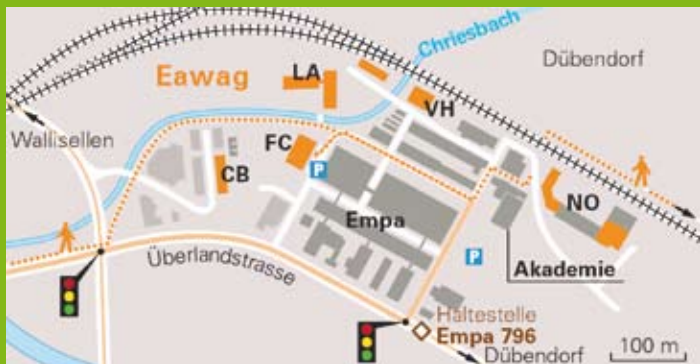 Chriesbach
Dübendorf
Eawag
LA
VH
Wallisellen
FC
P
CB
NO
Empa
P
Akademie
Überlandstrasse
Haltestelle
Empa 796
Dübendorf
100 m